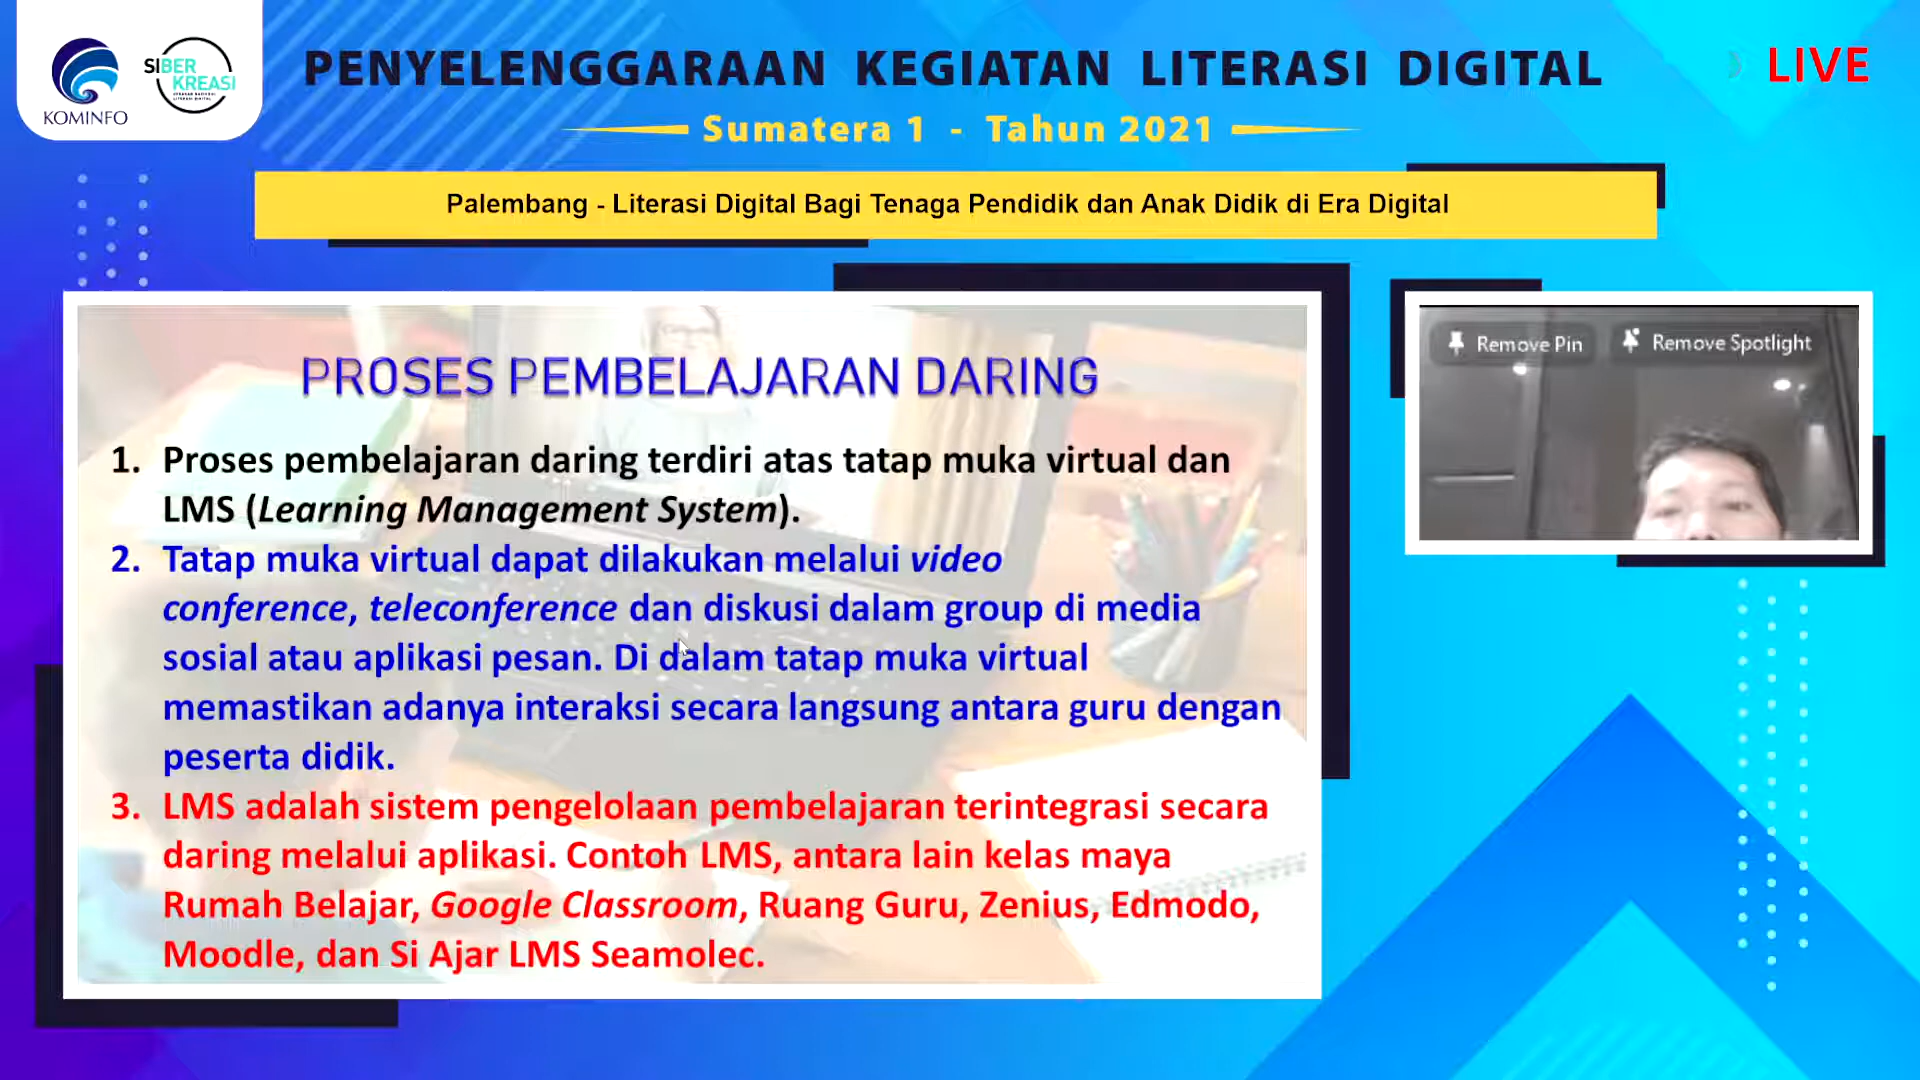 KOMINFO
SIBER
KREASI
PENYELENGGARAAN KEGIATAN LITERASI DIGITAL
LIVE
Sumatera 1 - Tahun 2021
Palembang - Literasi Digital Bagi Tenaga Pendidik dan Anak Didik di Era Digital
PROSES PEMBELAJARAN DARING
1. Proses pembelajaran daring terdiri atas tatap muka virtual dan
LMS (Learning Management System).
2. Tatap muka virtual dapat dilakukan melalui video
conference, teleconference dan diskusi dalam group di media
sosial atau aplikasi pesan. Di dalam tatap muka virtual
memastikan adanya interaksi secara langsung antara guru dengan
peserta didik.
3. LMS adalah sistem pengelolaan pembelajaran terintegrasi secara
daring melalui aplikasi. Contoh LMS, antara lain kelas maya
Rumah Belajar, Google Classroom, Ruang Guru, Zenius, Edmodo,
Moodle, dan Si Ajar LMS Seamolec.
Remove Pin
Remove Spotlight